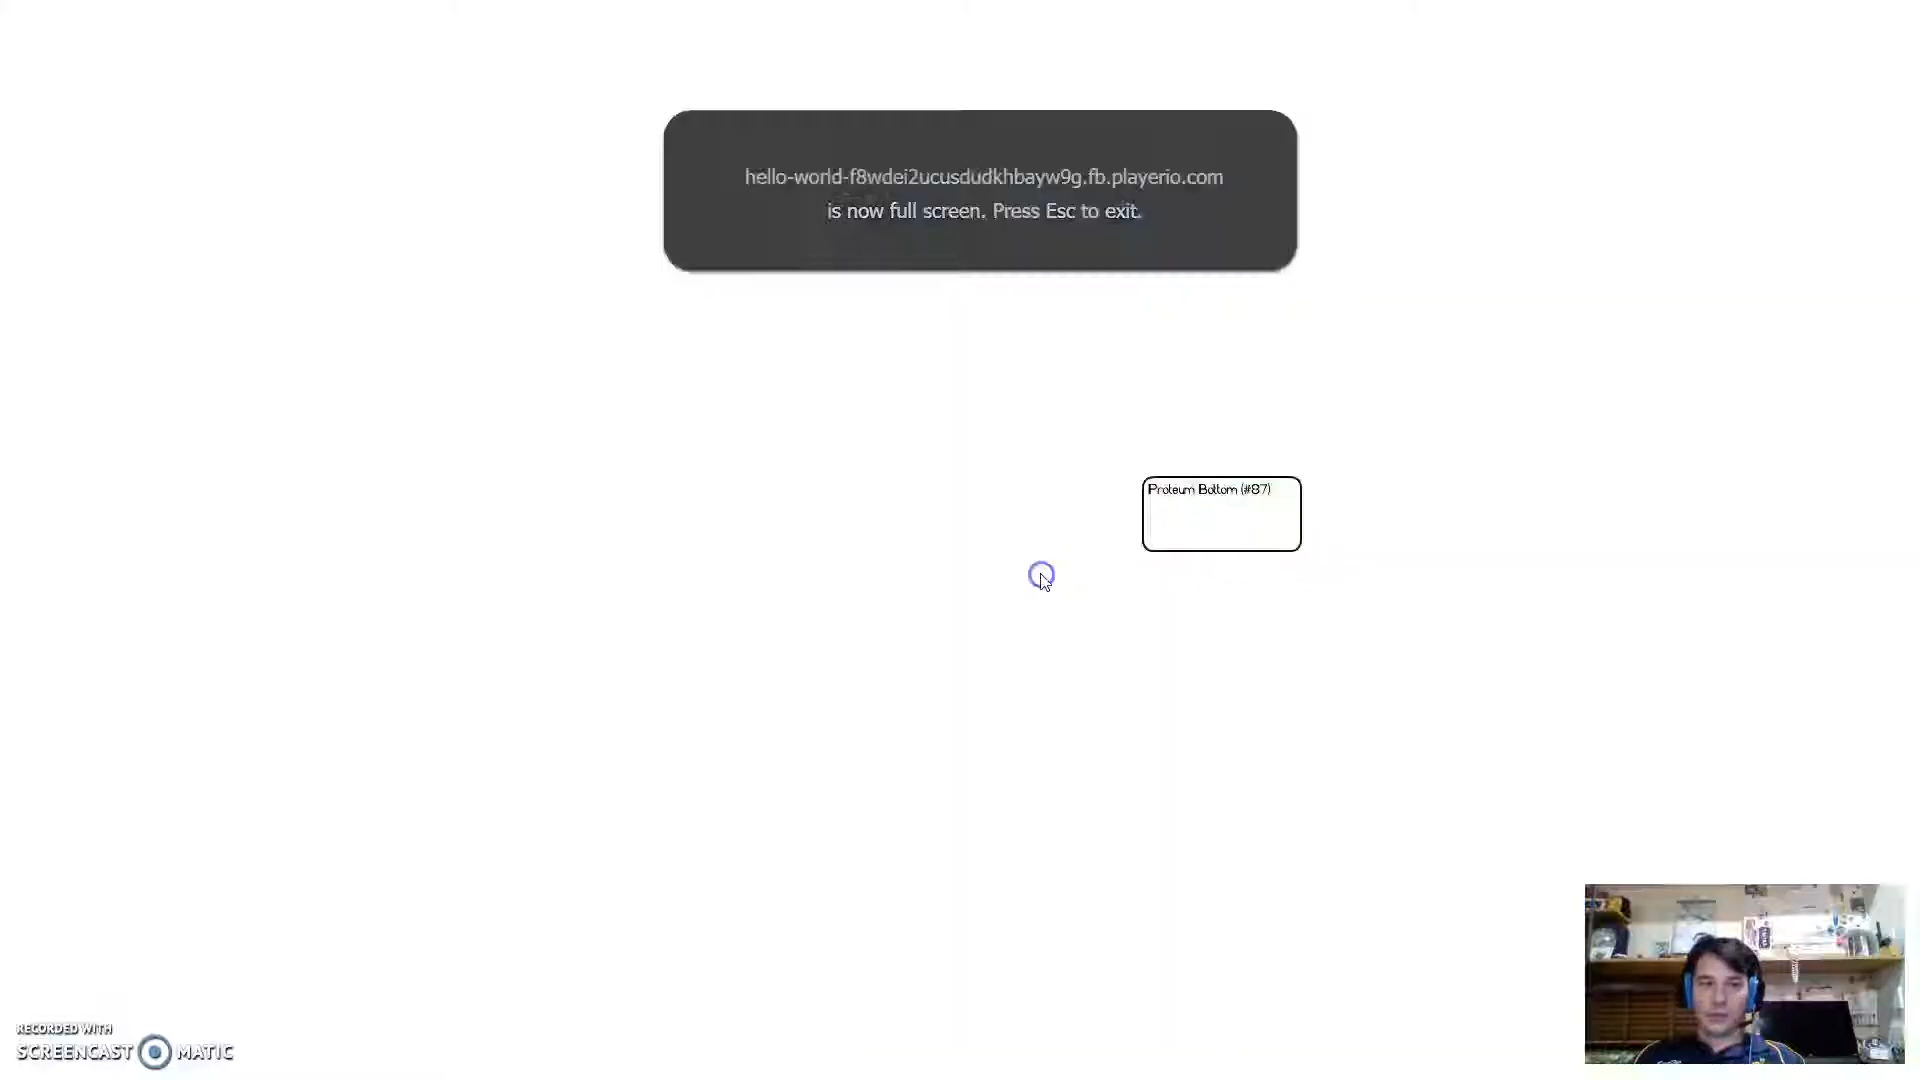 hello-world-f8wdei2ucusdudkhbayw9g.fb.playerio.com
is now full screen. Press Esc to exit.
Proteum Bottom (#87)
RECORDED WITH
SCREENCAST MATIC